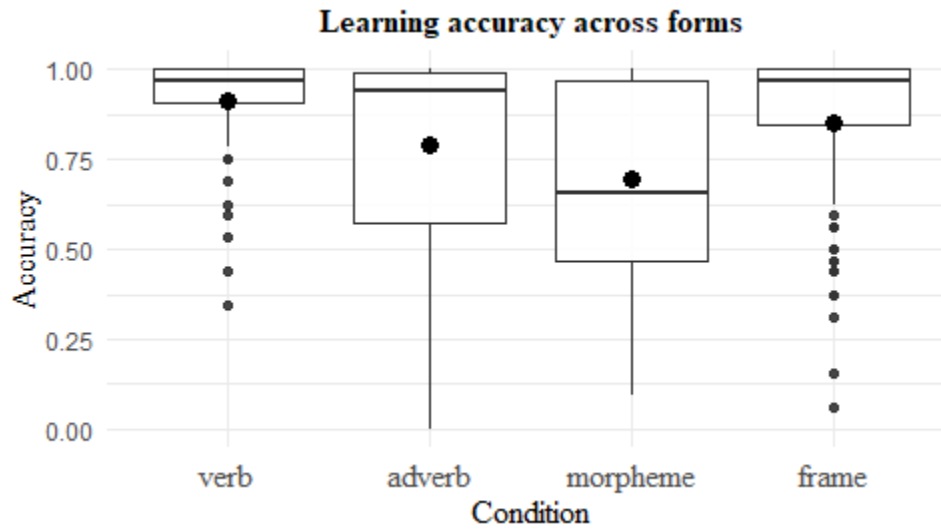 Learning accuracy across forms
Accuracy
1.00
0.75
0.50
0.25
0.00
verb adverb morpheme frame
Condition